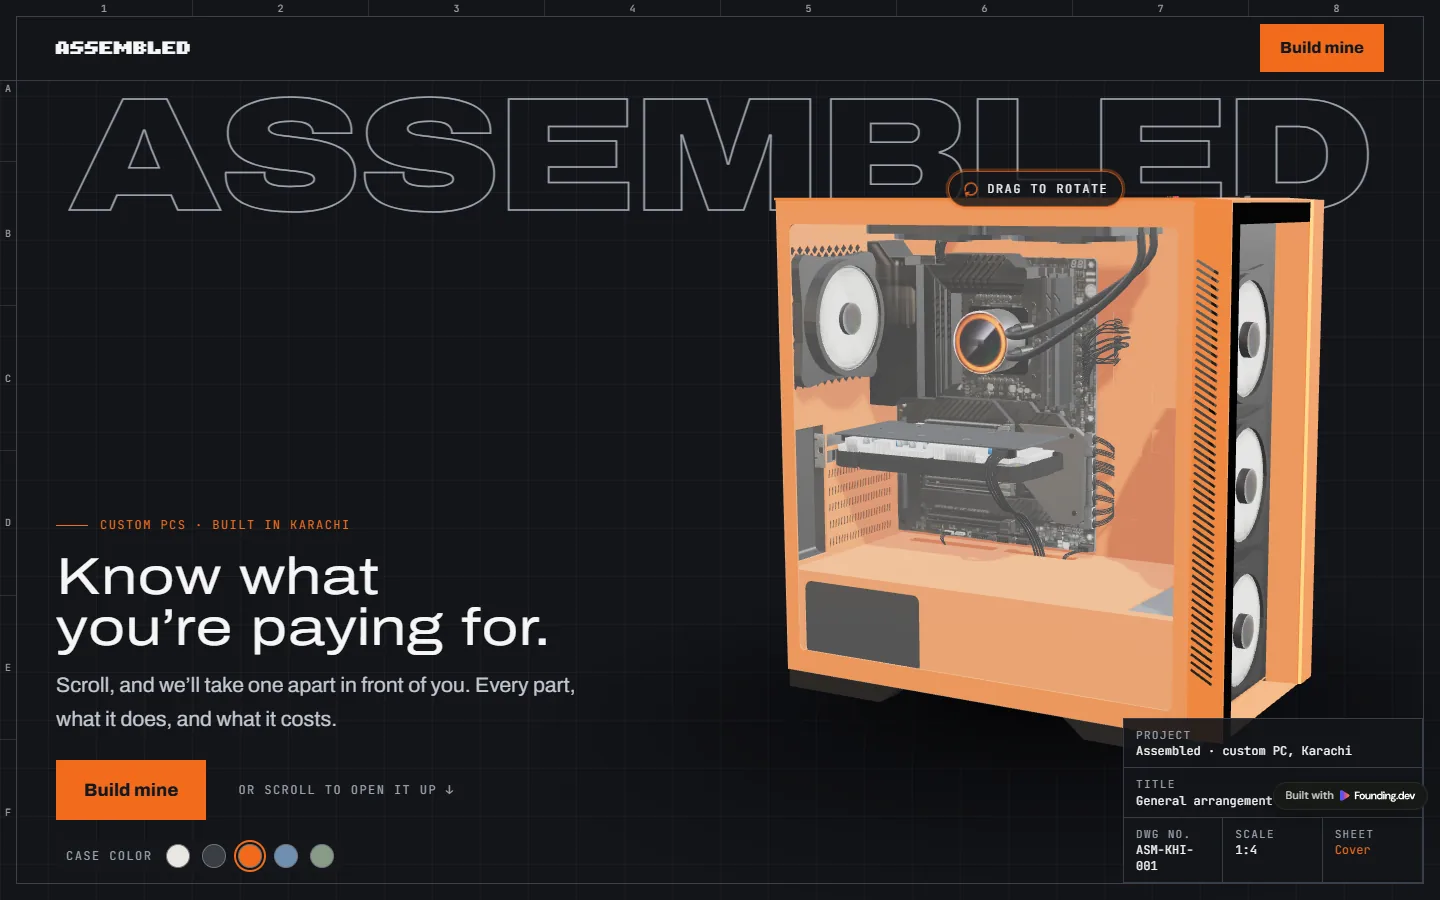 1 2 3 4 5 6 7 8
ASSEMBLED
Build mine
A
ASSEMBLED
DRAG TO ROTATE
B
C
D
CUSTOM PCS · BUILT IN KARACHI
Know what
you’re paying for.
E
Scroll, and we’ll take one apart in front of you. Every part,
what it does, and what it costs.
Build mine
OR SCROLL TO OPEN IT UP ↓
F
CASE COLOR
PROJECT
Assembled · custom PC, Karachi
TITLE
General arrangement
Built with Founding.dev
DWG NO.
ASM-KHI-
001
SCALE
1:4
SHEET
Cover